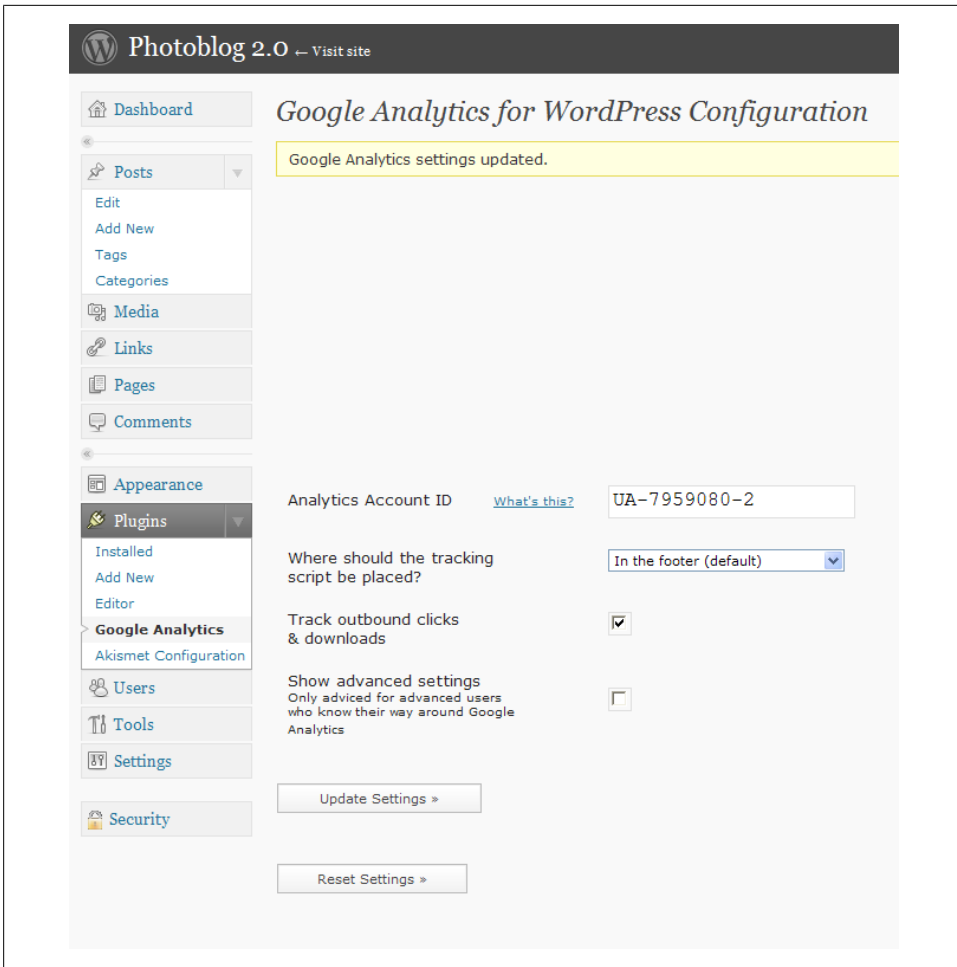 Photoblog 2.0 ← Visit site
Dashboard
Posts
Edit
Add New
Tags
Categories
Media
Links
Pages
Comments
Appearance
Plugins
Installed
Add New
Editor
Google Analytics
Akismet Configuration
Users
Tools
Settings
Security
Google Analytics for WordPress Configuration
Google Analytics settings updated.
Analytics Account ID What's this? UA-7959080-2
Where should the tracking
script be placed?
In the footer (default)
Track outbound clicks
& downloads
Show advanced settings
Only adviced for advanced users
who know their way around Google
Analytics
Update Settings »
Reset Settings »